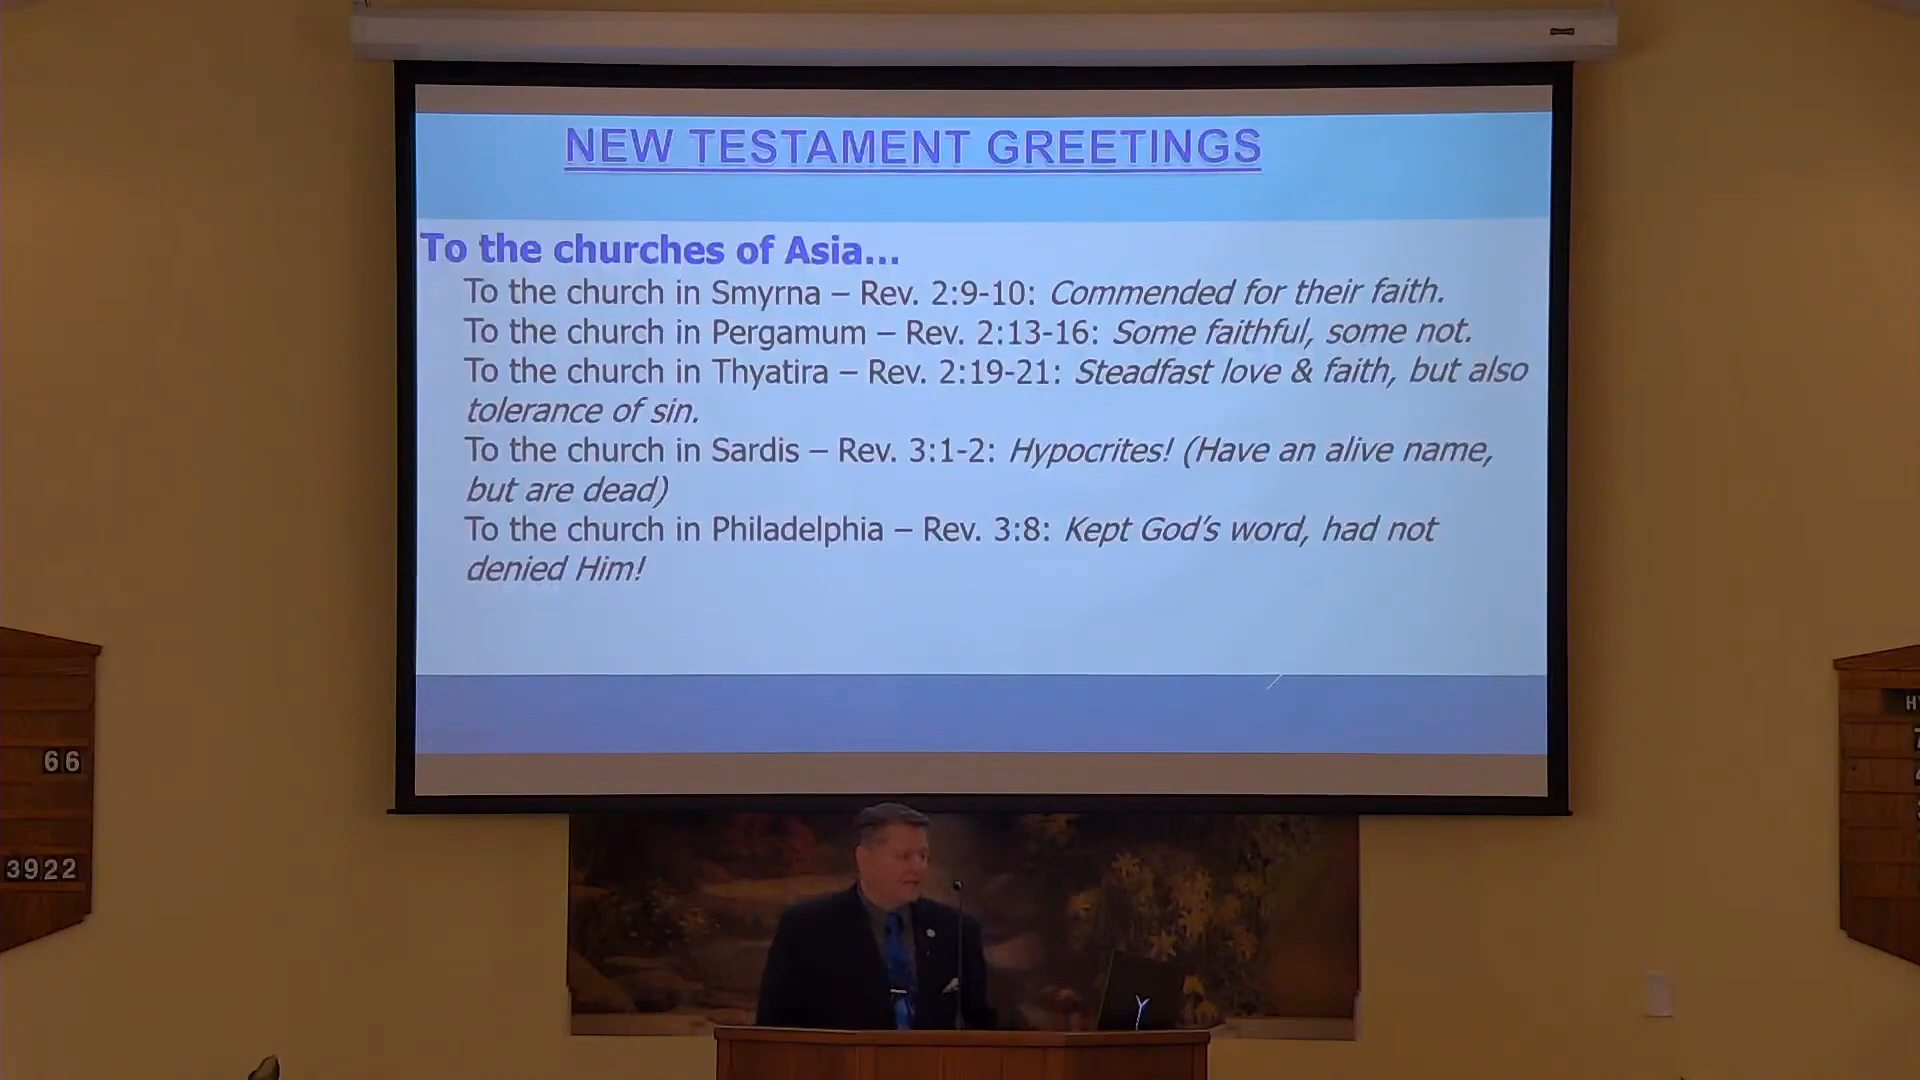 NEW TESTAMENT GREETINGS
To the churches of Asia...
To the church in Smyrna – Rev. 2:9-10: Commended for their faith.
To the church in Pergamum – Rev. 2:13-16: Some faithful, some not.
To the church in Thyatira – Rev. 2:19-21: Steadfast love & faith, but also
tolerance of sin.
To the church in Sardis – Rev. 3:1-2: Hypocrites! (Have an alive name,
but are dead)
To the church in Philadelphia – Rev. 3:8: Kept God's word, had not
denied Him!
66
3922